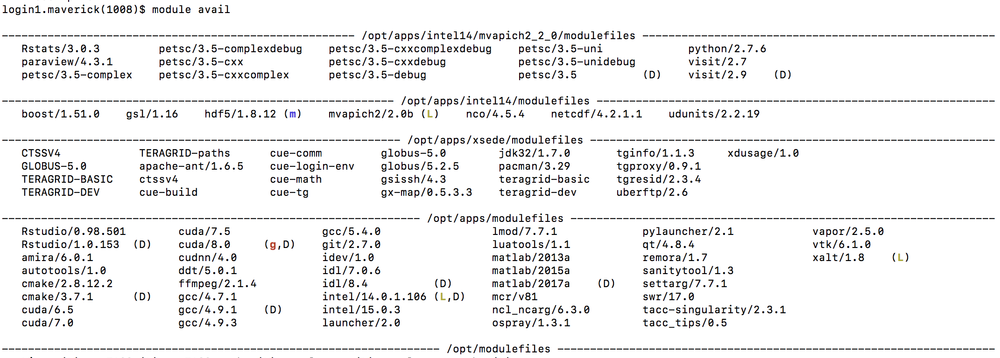 login1.maverick(1008)$ module avail
------------------------------------------------------ /opt/apps/intel14/mvapich2_2_0/modulefiles ------------------------------------------------------
Rstats/3.0.3 petsc/3.5-complexdebug petsc/3.5-cxxcomplexdebug petsc/3.5-uni python/2.7.6
paraview/4.3.1 petsc/3.5-cxx petsc/3.5-cxxdebug petsc/3.5-unidebug visit/2.7
petsc/3.5-complex petsc/3.5-cxxcomplex petsc/3.5-debug petsc/3.5 (D) visit/2.9 (D)
------------------------------------------------------------ /opt/apps/intel14/modulefiles -------------------------------------------------------------
boost/1.51.0 gsl/1.16 hdf5/1.8.12 (m) mvapich2/2.0b (L) nco/4.5.4 netcdf/4.2.1.1 udunits/2.2.19
------------------------------------------------------------- /opt/apps/xsede/modulefiles --------------------------------------------------------------
CTSSV4 TERAGRID-paths cue-comm globus-5.0 jdk32/1.7.0 tginfo/1.1.3 xdusage/1.0
GLOBUS-5.0 apache-ant/1.6.5 cue-login-env globus/5.2.5 pacman/3.29 tgproxy/0.9.1
TERAGRID-BASIC ctssv4 cue-math gsissh/4.3 teragrid-basic tgresid/2.3.4
TERAGRID-DEV cue-build cue-tg gx-map/0.5.3.3 teragrid-dev uberftp/2.6
---------------------------------------------------------------- /opt/apps/modulefiles -----------------------------------------------------------------
Rstudio/0.98.501 cuda/7.5 gcc/5.4.0 lmod/7.7.1 pylauncher/2.1 vapor/2.5.0
Rstudio/1.0.153 (D) cuda/8.0 (g,D) git/2.7.0 luatools/1.1 qt/4.8.4 vtk/6.1.0
amira/6.0.1 cudnn/4.0 idev/1.0 matlab/2013a remora/1.7 xalt/1.8 (L)
autotools/1.0 ddt/5.0.1 idl/7.0.6 matlab/2015a sanitytool/1.3
cmake/2.8.12.2 ffmpeg/2.1.4 idl/8.4 (D) matlab/2017a (D) settarg/7.7.1
cmake/3.7.1 (D) gcc/4.7.1 intel/14.0.1.106 (L,D) mcr/v81 swr/17.0
cuda/6.5 gcc/4.9.1 (D) intel/15.0.3 ncl_ncarg/6.3.0 tacc-singularity/2.3.1
cuda/7.0 gcc/4.9.3 launcher/2.0 ospray/1.3.1 tacc_tips/0.5
------------------------------------------------------------------- /opt/modulefiles -------------------------------------------------------------------